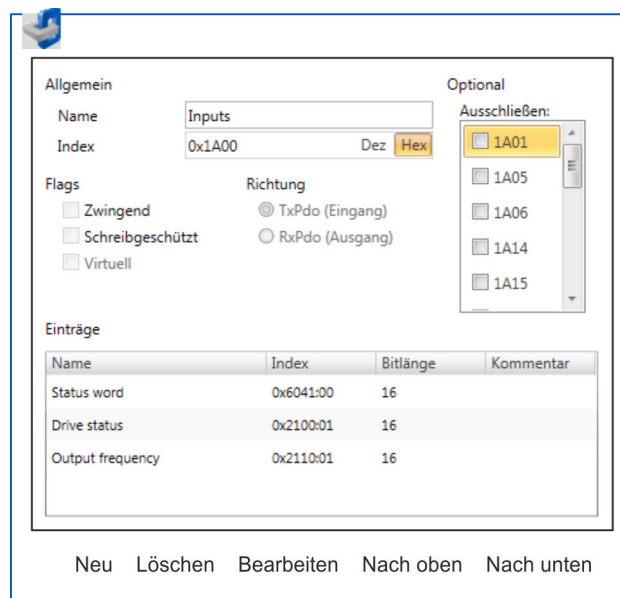 Allgemein Optional
Name Inputs Ausschließen:
Index 0x1A00 Dez Hex 1A01
Flags Richtung 1A05
Zwingend TxPdo (Eingang) 1A06
Schreibgeschützt RxPdo (Ausgang) 1A14
Virtuell 1A15
Einträge
Name Index Bitlänge Kommentar
Status word 0x6041:00 16
Drive status 0x2100:01 16
Output frequency 0x2110:01 16
Neu Löschen Bearbeiten Nach oben Nach unten